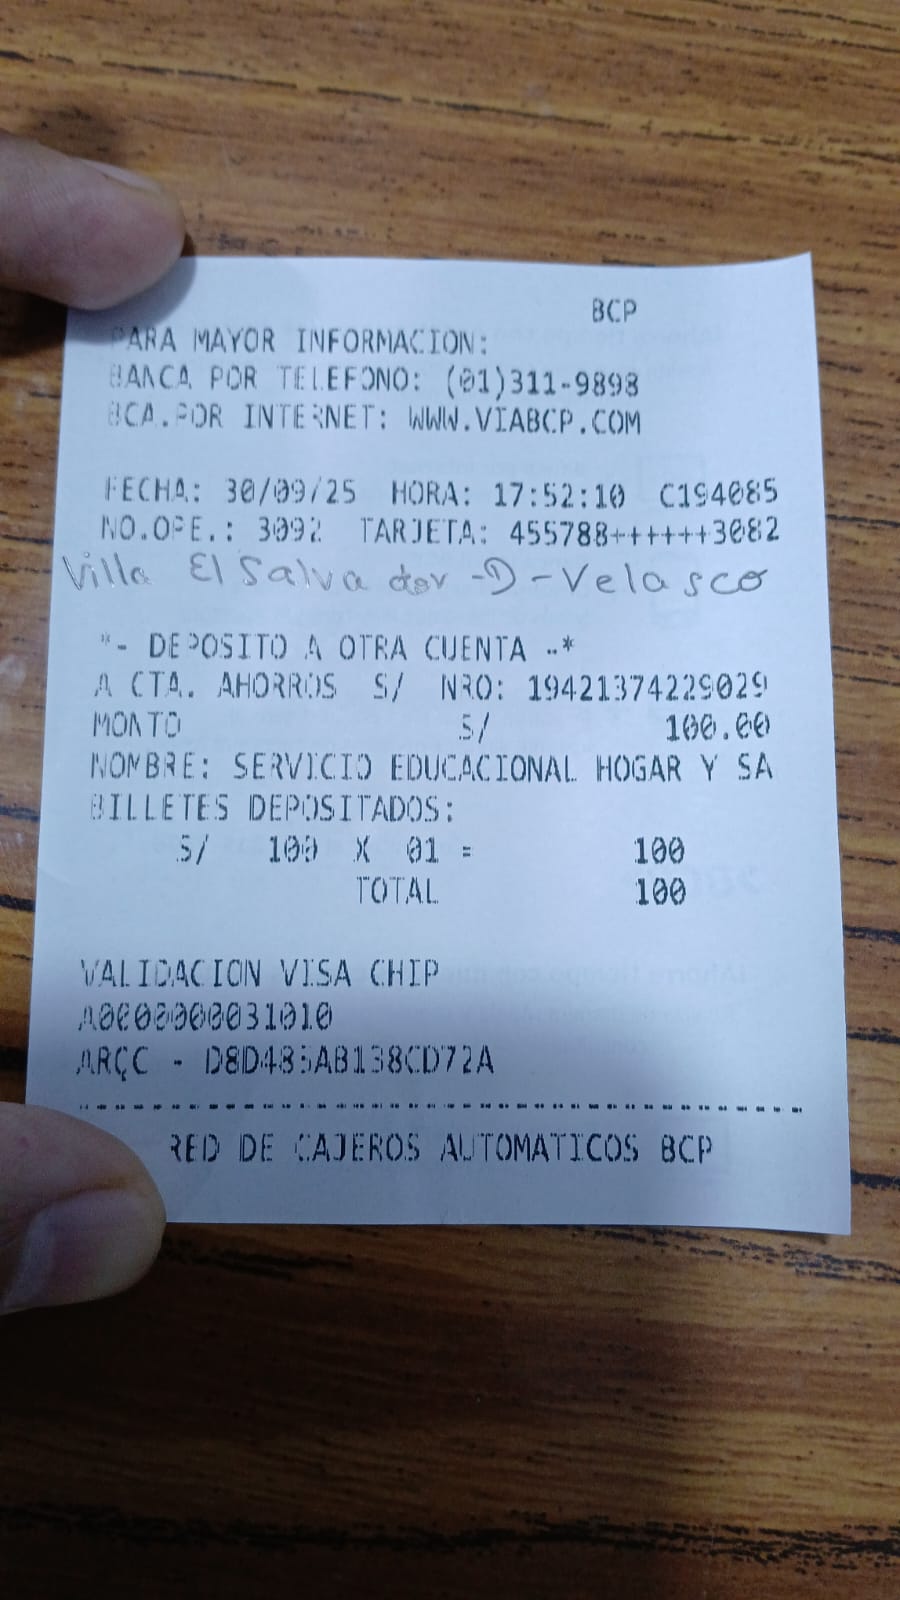 BCP
PARA MAYOR INFORMACION:
BANCA POR TELEFONO: (01)311-9898
BCA.POR INTERNET: WWW.VIABCP.COM
FECHA: 30/09/25 HORA: 17:52:10 C194085
NO.OPE.: 3092 TARJETA: 455788++++++3082
Villa El Salvador -D- Velasco
*- DEPOSITO A OTRA CUENTA -*
A CTA. AHORROS S/ NRO: 19421374229029
MONTO S/ 100.00
NOMBRE: SERVICIO EDUCACIONAL HOGAR Y SA
BILLETES DEPOSITADOS:
S/ 100 X 01 = 100
TOTAL 100
VALIDACION VISA CHIP
A0000000031010
ARÇC - D8D485AB138CD72A
RED DE CAJEROS AUTOMATICOS BCP